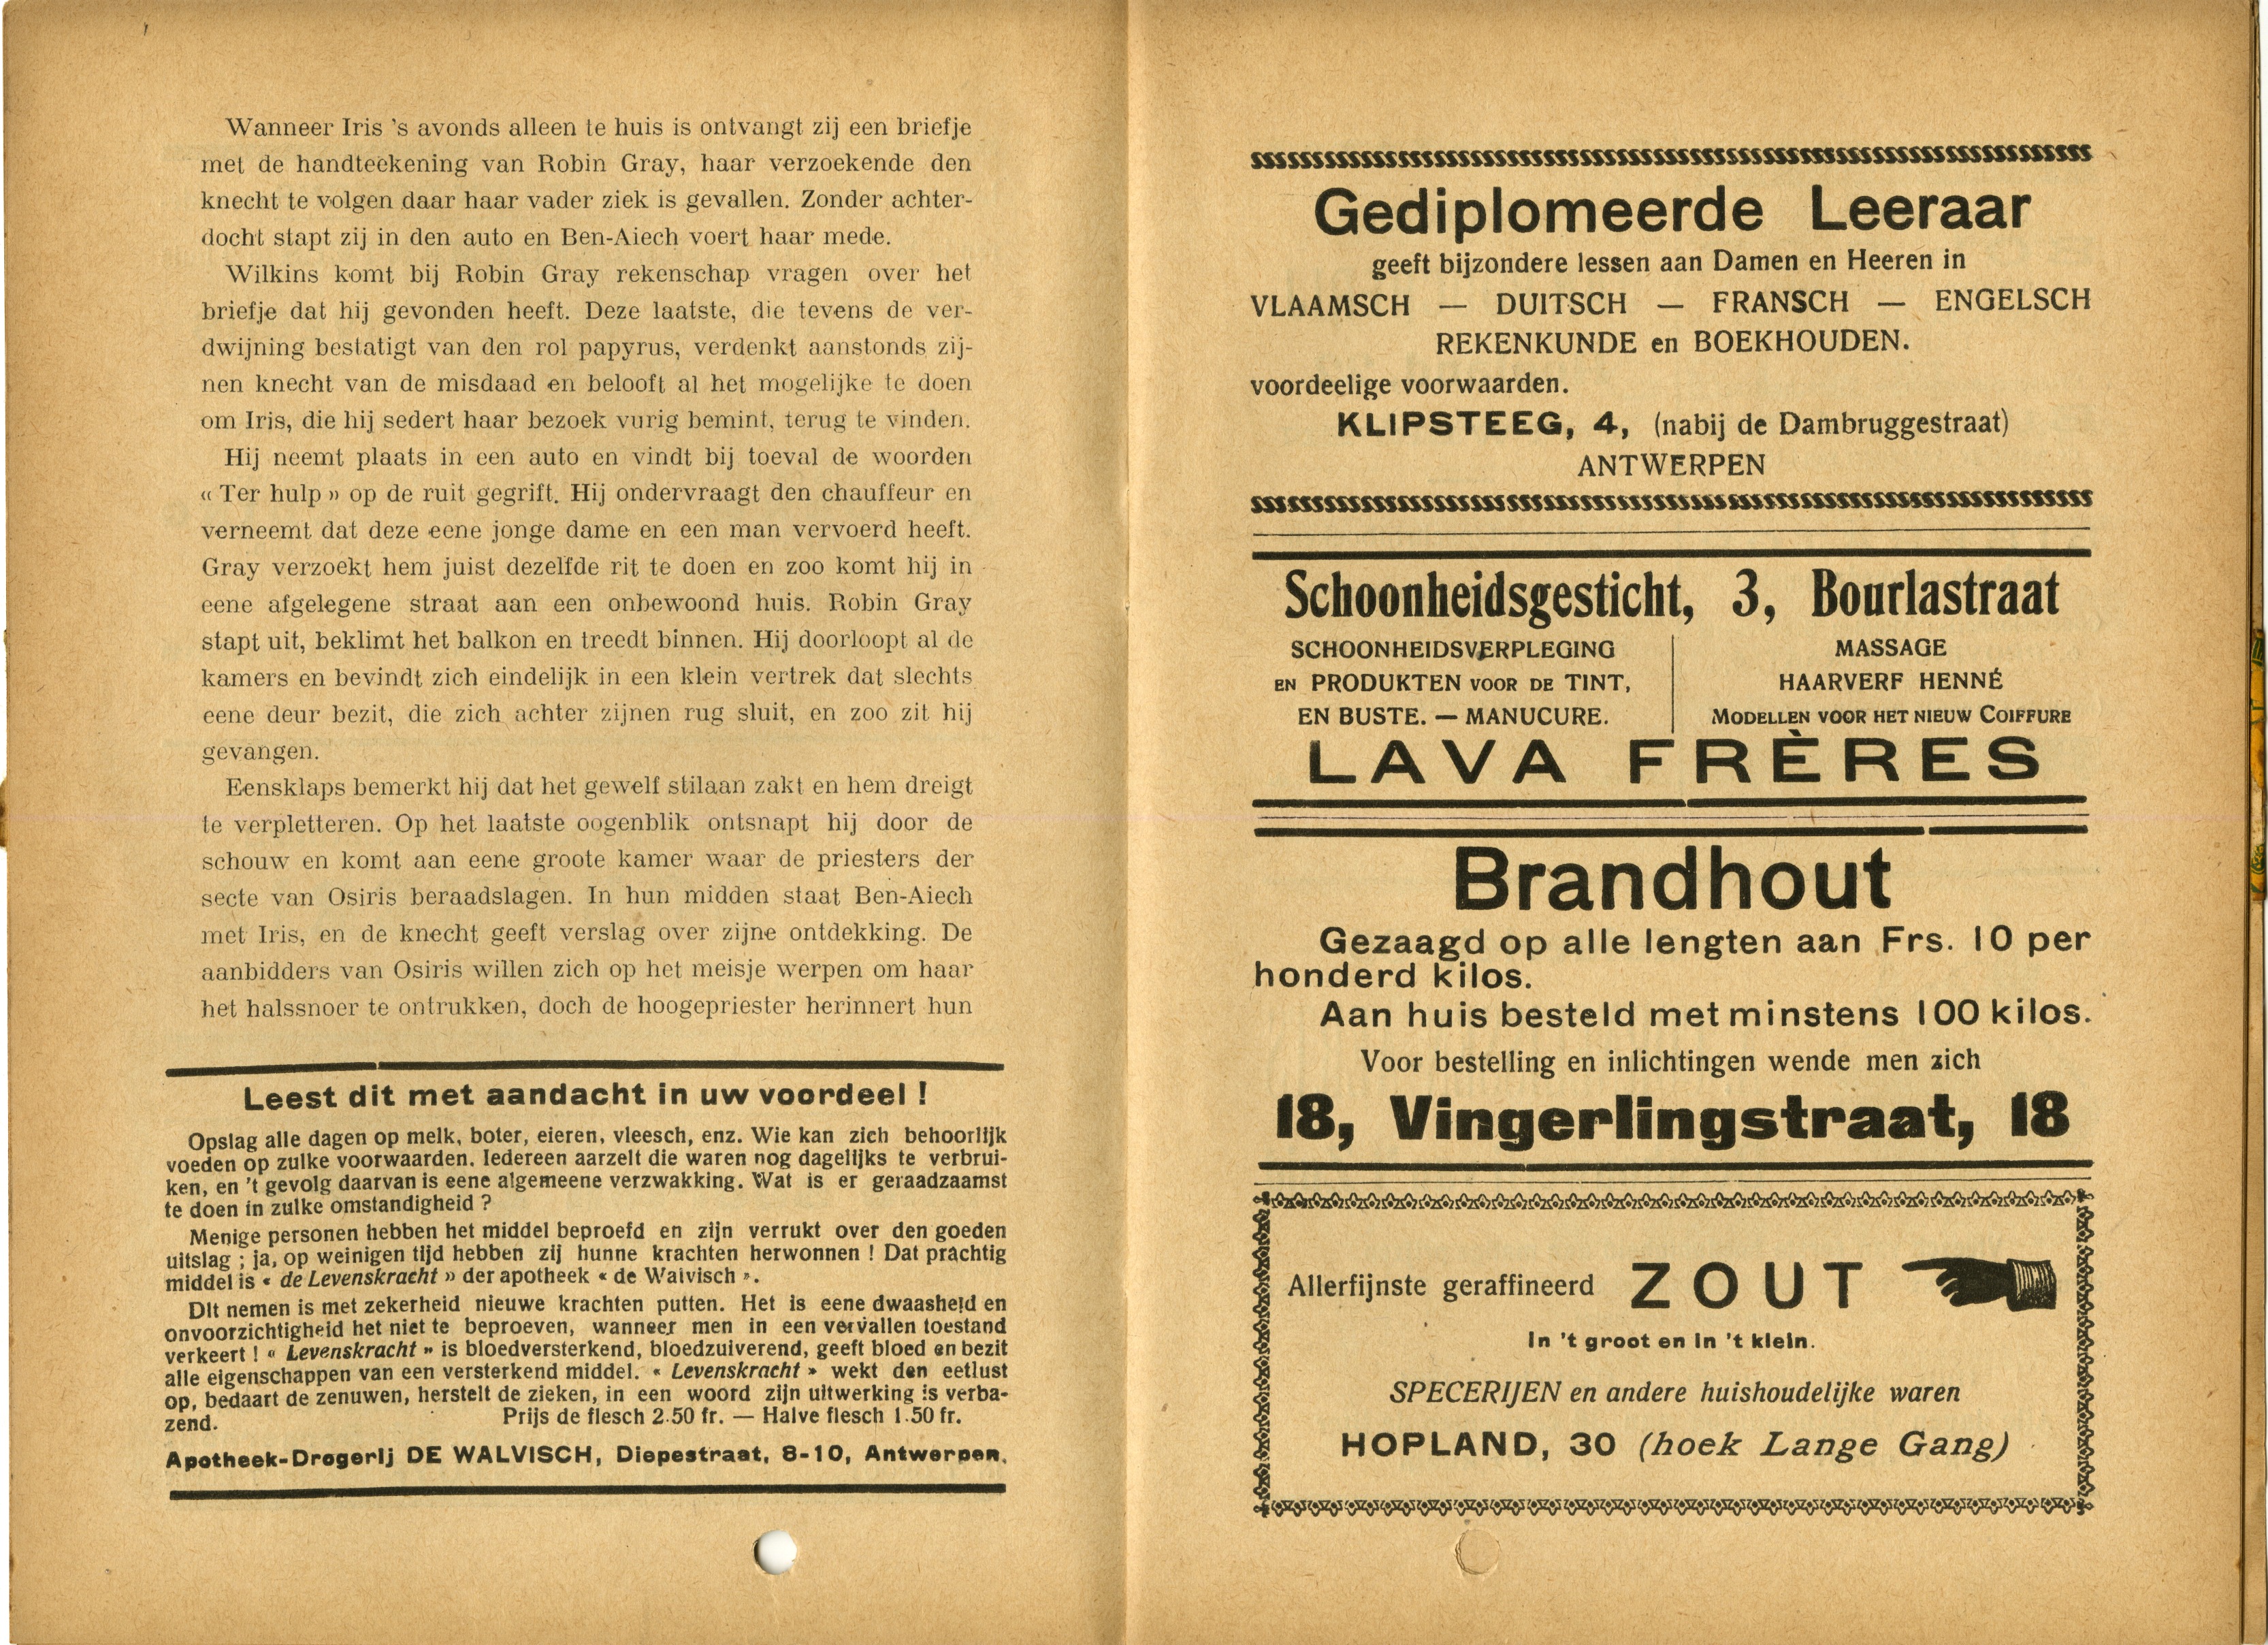 Wanneer Iris 's avonds alleen te huis is ontvangt zij een briefje
met de handteekening van Robin Gray, haar verzoekende den
knecht te volgen daar haar vader ziek is gevallen. Zonder achter-
docht stapt zij in den auto en Ben-Aiech voert haar mede.
Wilkins komt bij Robin Gray rekenschap vragen over het
briefje dat hij gevonden heeft. Deze laatste, die tevens de ver-
dwijning bestatigt van den rol papyrus, verdenkt aanstonds zij-
nen knecht van de misdaad en belooft al het mogelijke te doen
om Iris, die hij sedert haar bezoek vurig bemint, terug te vinden.
Hij neemt plaats in een auto en vindt bij toeval de woorden
« Ter hulp » op de ruit gegrift. Hij ondervraagt den chauffeur en
verneemt dat deze eene jonge dame en een man vervoerd heeft.
Gray verzoekt hem juist dezelfde rit te doen en zoo komt hij in
eene afgelegene straat aan een onbewoond huis. Robin Gray
stapt uit, beklimt het balkon en treedt binnen. Hij doorloopt al de
kamers en bevindt zich eindelijk in een klein vertrek dat slechts
eene deur bezit, die zich achter zijnen rug sluit, en zoo zit hij
gevangen.
Eensklaps bemerkt hij dat het gewelf stilaan zakt en hem dreigt
te verpletteren. Op het laatste oogenblik ontsnapt hij door de
schouw en komt aan eene groote kamer waar de priesters der
secte van Osiris beraadslagen. In hun midden staat Ben-Aiech
met Iris, en de knecht geeft verslag over zijne ontdekking. De
aanbidders van Osiris willen zich op het meisje werpen om haar
het halssnoer te ontrukken, doch de hoogepriester herinnert hun
Leest dit met aandacht in uw voordeel !
Opslag alle dagen op melk, boter, eieren, vleesch, enz. Wie kan zich behoorlijk
voeden op zulke voorwaarden. Iedereen aarzelt die waren nog dagelijks te verbrui-
ken, en 't gevolg daarvan is eene algemeene verzwakking. Wat is er geraadzaamst
te doen in zulke omstandigheid ?
Menige personen hebben het middel beproefd en zijn verrukt over den goeden
uitslag ; ja, op weinigen tijd hebben zij hunne krachten herwonnen ! Dat prachtig
middel is « de Levenskracht » der apotheek « de Walvisch ».
Dit nemen is met zekerheid nieuwe krachten putten. Het is eene dwaasheid en
onvoorzichtigheid het niet te beproeven, wanneer men in een vervallen toestand
verkeert ! « Levenskracht » is bloedversterkend, bloedzuiverend, geeft bloed en bezit
alle eigenschappen van een versterkend middel. « Levenskracht » wekt den eetlust
op, bedaart de zenuwen, herstelt de zieken, in een woord zijn uitwerking is verba-
zend. Prijs de flesch 2.50 fr. — Halve flesch 1.50 fr.
Apotheek-Drogerij DE WALVISCH, Diepestraat, 8-10, Antwerpen.
Gediplomeerde Leeraar
geeft bijzondere lessen aan Damen en Heeren in
VLAAMSCH — DUITSCH — FRANSCH — ENGELSCH
REKENKUNDE en BOEKHOUDEN.
voordeelige voorwaarden.
KLIPSTEEG, 4, (nabij de Dambruggestraat)
ANTWERPEN
Schoonheidsgesticht, 3, Bourlastraat
SCHOONHEIDSVERPLEGING
EN PRODUKTEN VOOR DE TINT,
EN BUSTE. — MANUCURE.
MASSAGE
HAARVERF HENNÉ
MODELLEN VOOR HET NIEUW COIFFURE
LAVA FRÈRES
Brandhout
Gezaagd op alle lengten aan Frs. 10 per
honderd kilos.
Aan huis besteld met minstens 100 kilos.
Voor bestelling en inlichtingen wende men zich
18, Vingerlingstraat, 18
Allerfijnste geraffineerd ZOUT
In 't groot en in 't klein.
SPECERIJEN en andere huishoudelijke waren
HOPLAND, 30 (hoek Lange Gang)